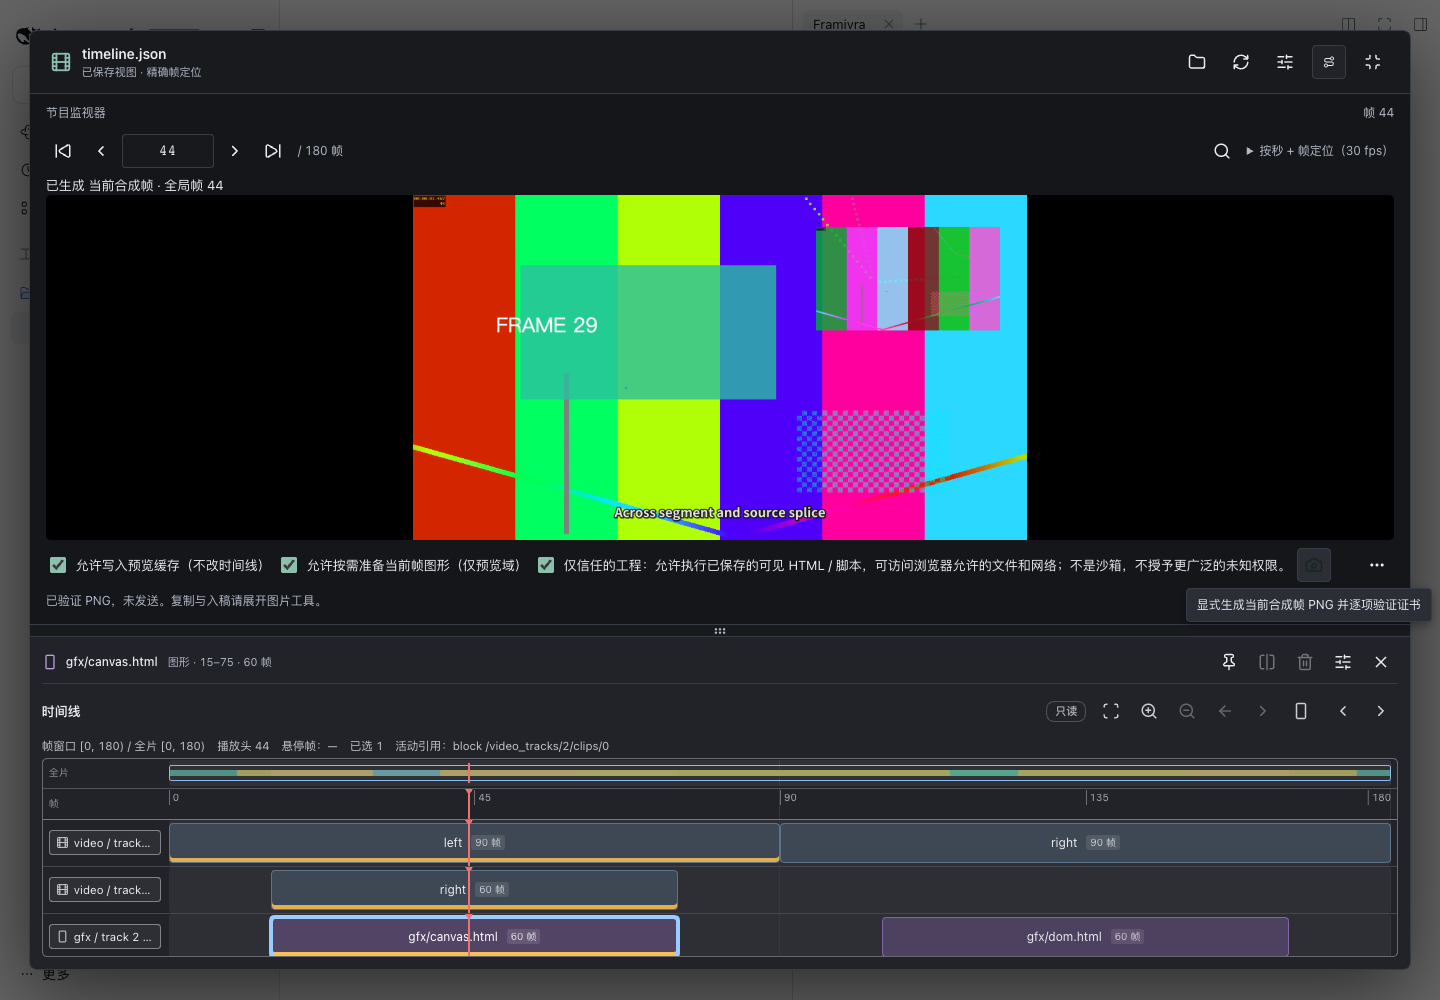 Framivra
timeline.json
已保存视图 · 精确帧定位
节目监视器
帧 44
44
/ 180 帧
按秒 + 帧定位（30 fps）
已生成 当前合成帧 · 全局帧 44
FRAME 29
Across segment and source splice
允许写入预览缓存（不改时间线）
允许按需准备当前帧图形（仅预览域）
仅信任的工程：允许执行已保存的可见 HTML / 脚本，可访问浏览器允许的文件和网络；不是沙箱，不授予更广泛的未知权限。
已验证 PNG，未发送。复制与入稿请展开图片工具。
显式生成当前合成帧 PNG 并逐项验证证书
gfx/canvas.html
图形 · 15–75 · 60 帧
时间线
只读
帧窗口 [0, 180) / 全片 [0, 180)
播放头 44
悬停帧：—
已选 1
活动引用：block /video_tracks/2/clips/0
全片
帧
0
45
90
135
180
video / track...
left 90 帧
right 90 帧
video / track...
right 60 帧
gfx / track 2 ...
gfx/canvas.html 60 帧
gfx/dom.html 60 帧
更多